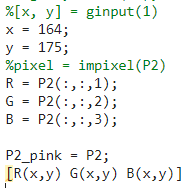 %[x, y] = ginput(1)
x = 164;
y = 175;
%pixel = impixel(P2)
R = P2(:,:,1);
G = P2(:,:,2);
B = P2(:,:,3);
P2_pink = P2;
[R(x,y) G(x,y) B(x,y)]